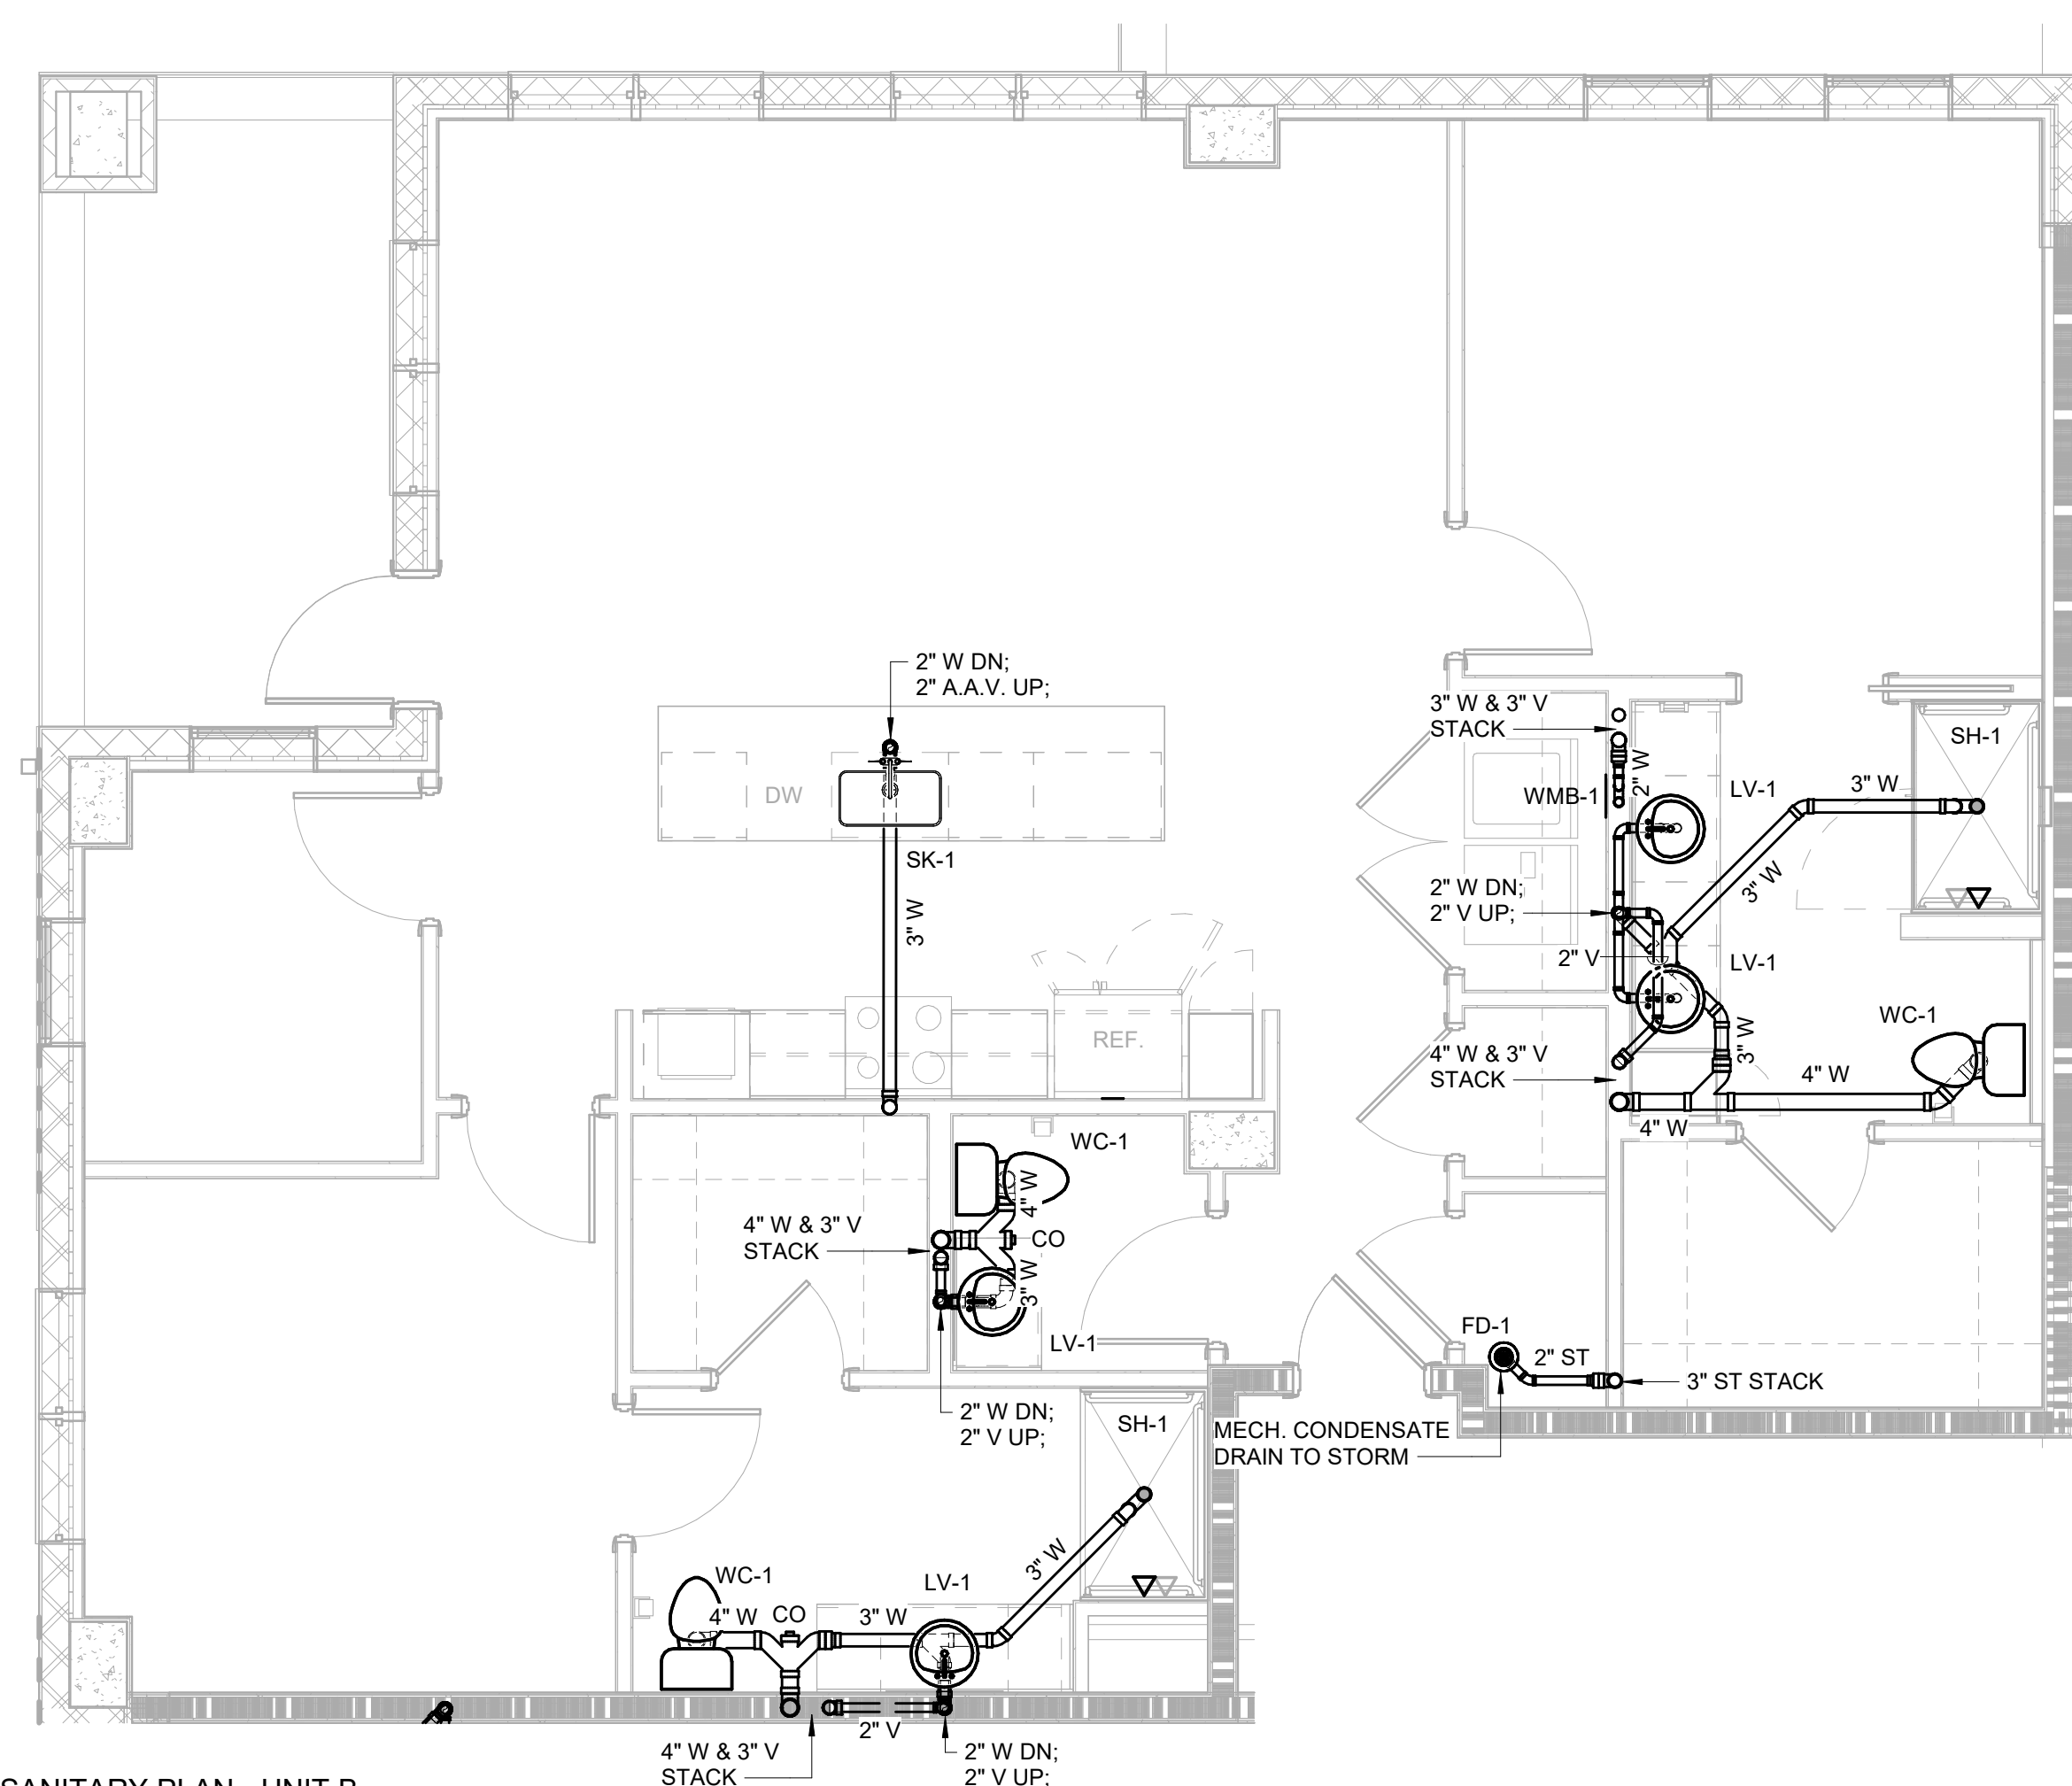 2" W DN;
2" A.A.V. UP;
DW
SK-1
3" W
REF.
3" W & 3" V
STACK
WMB-1
2" W
LV-1
3" W
SH-1
3" W
2" W DN;
2" V UP;
2" V
LV-1
3" W
WC-1
4" W & 3" V
STACK
4" W
4" W
WC-1
4" W
4" W & 3" V
STACK
CO
3" W
LV-1
2" W DN;
2" V UP;
FD-1
2" ST
3" ST STACK
MECH. CONDENSATE
DRAIN TO STORM
SH-1
3" W
WC-1
LV-1
4" W
CO
3" W
2" V
4" W & 3" V
STACK
2" W DN;
2" V UP;
SANITARY PLAN - UNIT B